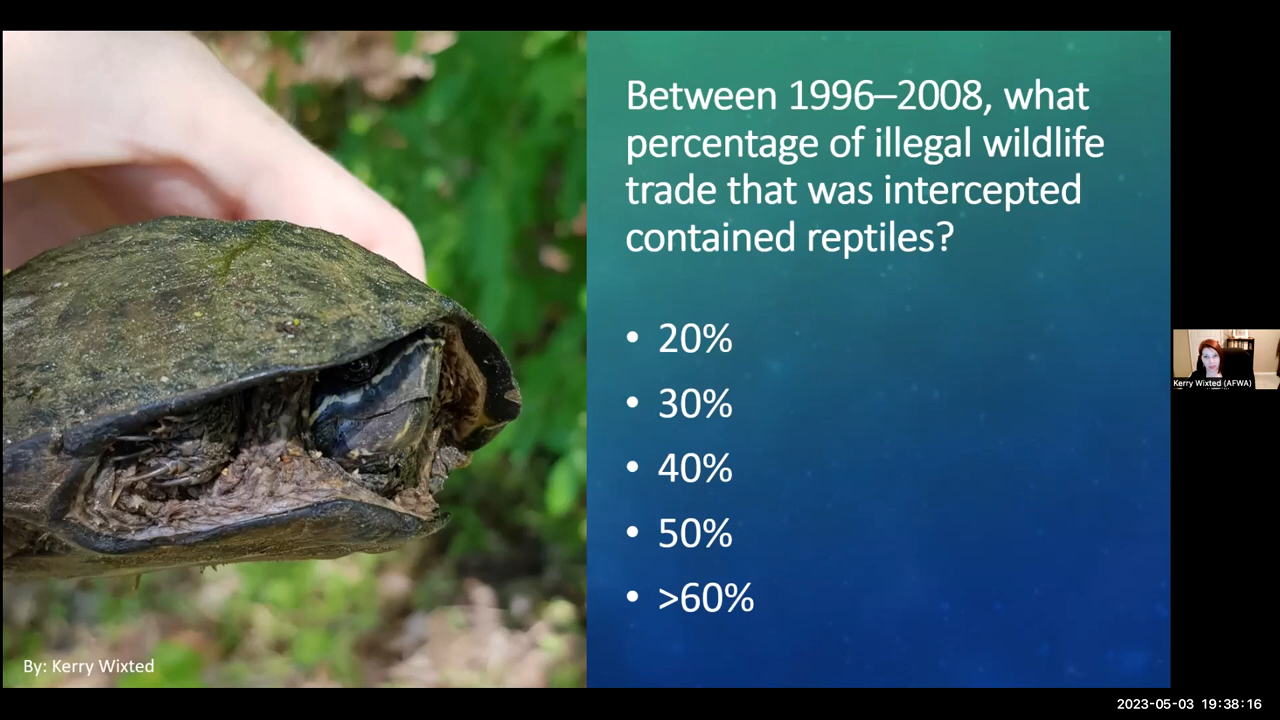 Between 1996–2008, what
percentage of illegal wildlife
trade that was intercepted
contained reptiles?
• 20%
• 30%
• 40%
• 50%
• >60%
Kerry Wixted (AFWA)
By: Kerry Wixted
2023-05-03 19:38:16